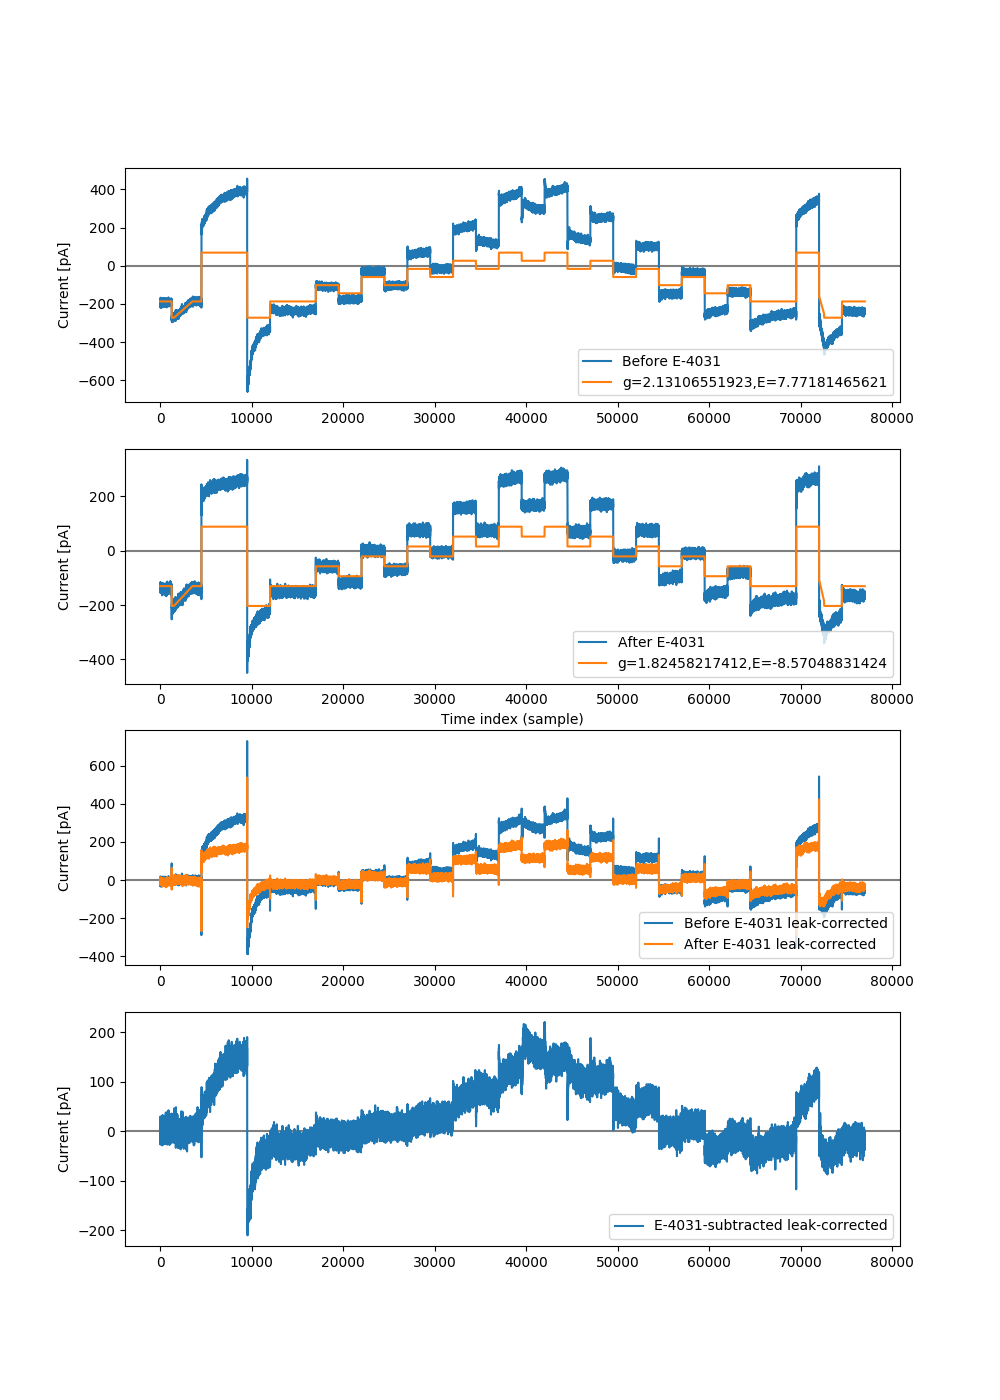 400
200
0
−200
−400
−600
Current [pA]
Before E-4031
g=2.13106551923,E=7.77181465621
0 10000 20000 30000 40000 50000 60000 70000 80000
200
0
−200
−400
Current [pA]
After E-4031
g=1.82458217412,E=-8.57048831424
0 10000 20000 30000 40000 50000 60000 70000 80000
Time index (sample)
600
400
200
0
−200
−400
Current [pA]
Before E-4031 leak-corrected
After E-4031 leak-corrected
0 10000 20000 30000 40000 50000 60000 70000 80000
200
100
0
−100
−200
Current [pA]
E-4031-subtracted leak-corrected
0 10000 20000 30000 40000 50000 60000 70000 80000